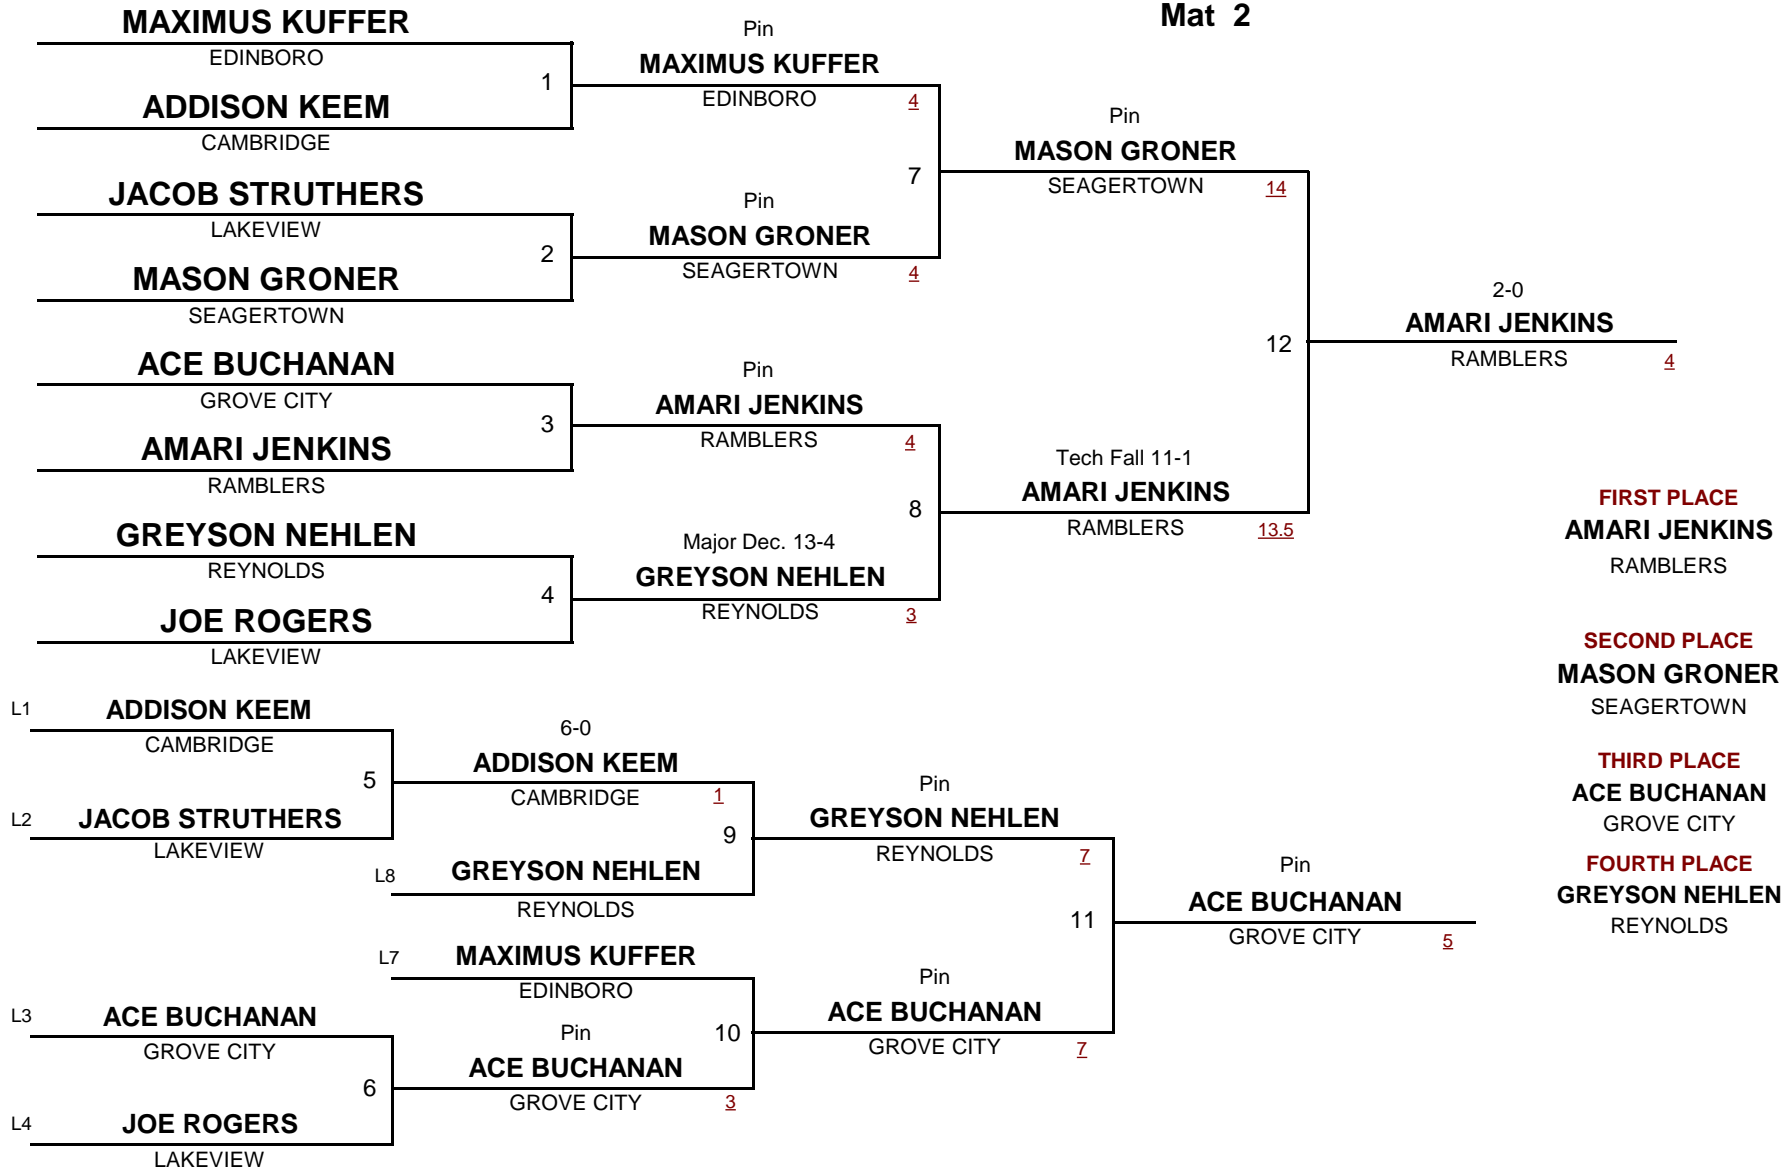 Mat 2
MAXIMUS KUFFER
EDINBORO
1
ADDISON KEEM
CAMBRIDGE
JACOB STRUTHERS
LAKEVIEW
2
MASON GRONER
SEAGERTOWN
ACE BUCHANAN
GROVE CITY
3
AMARI JENKINS
RAMBLERS
GREYSON NEHLEN
REYNOLDS
4
JOE ROGERS
LAKEVIEW
Pin
MAXIMUS KUFFER
EDINBORO 4
7
Pin
MASON GRONER
SEAGERTOWN 4
Pin
AMARI JENKINS
RAMBLERS 4
8
Major Dec. 13-4
GREYSON NEHLEN
REYNOLDS 3
Pin
MASON GRONER
SEAGERTOWN 14
12
Tech Fall 11-1
AMARI JENKINS
RAMBLERS 13.5
2-0
AMARI JENKINS
RAMBLERS 4
FIRST PLACE
AMARI JENKINS
RAMBLERS
SECOND PLACE
MASON GRONER
SEAGERTOWN
THIRD PLACE
ACE BUCHANAN
GROVE CITY
FOURTH PLACE
GREYSON NEHLEN
REYNOLDS
L1 ADDISON KEEM
CAMBRIDGE
5
L2 JACOB STRUTHERS
LAKEVIEW
L3 ACE BUCHANAN
GROVE CITY
6
L4 JOE ROGERS
LAKEVIEW
6-0
ADDISON KEEM
CAMBRIDGE 1
9
L8 GREYSON NEHLEN
REYNOLDS
L7 MAXIMUS KUFFER
EDINBORO
10
Pin
ACE BUCHANAN
GROVE CITY 3
Pin
GREYSON NEHLEN
REYNOLDS 7
11
Pin
ACE BUCHANAN
GROVE CITY 7
Pin
ACE BUCHANAN
GROVE CITY 5